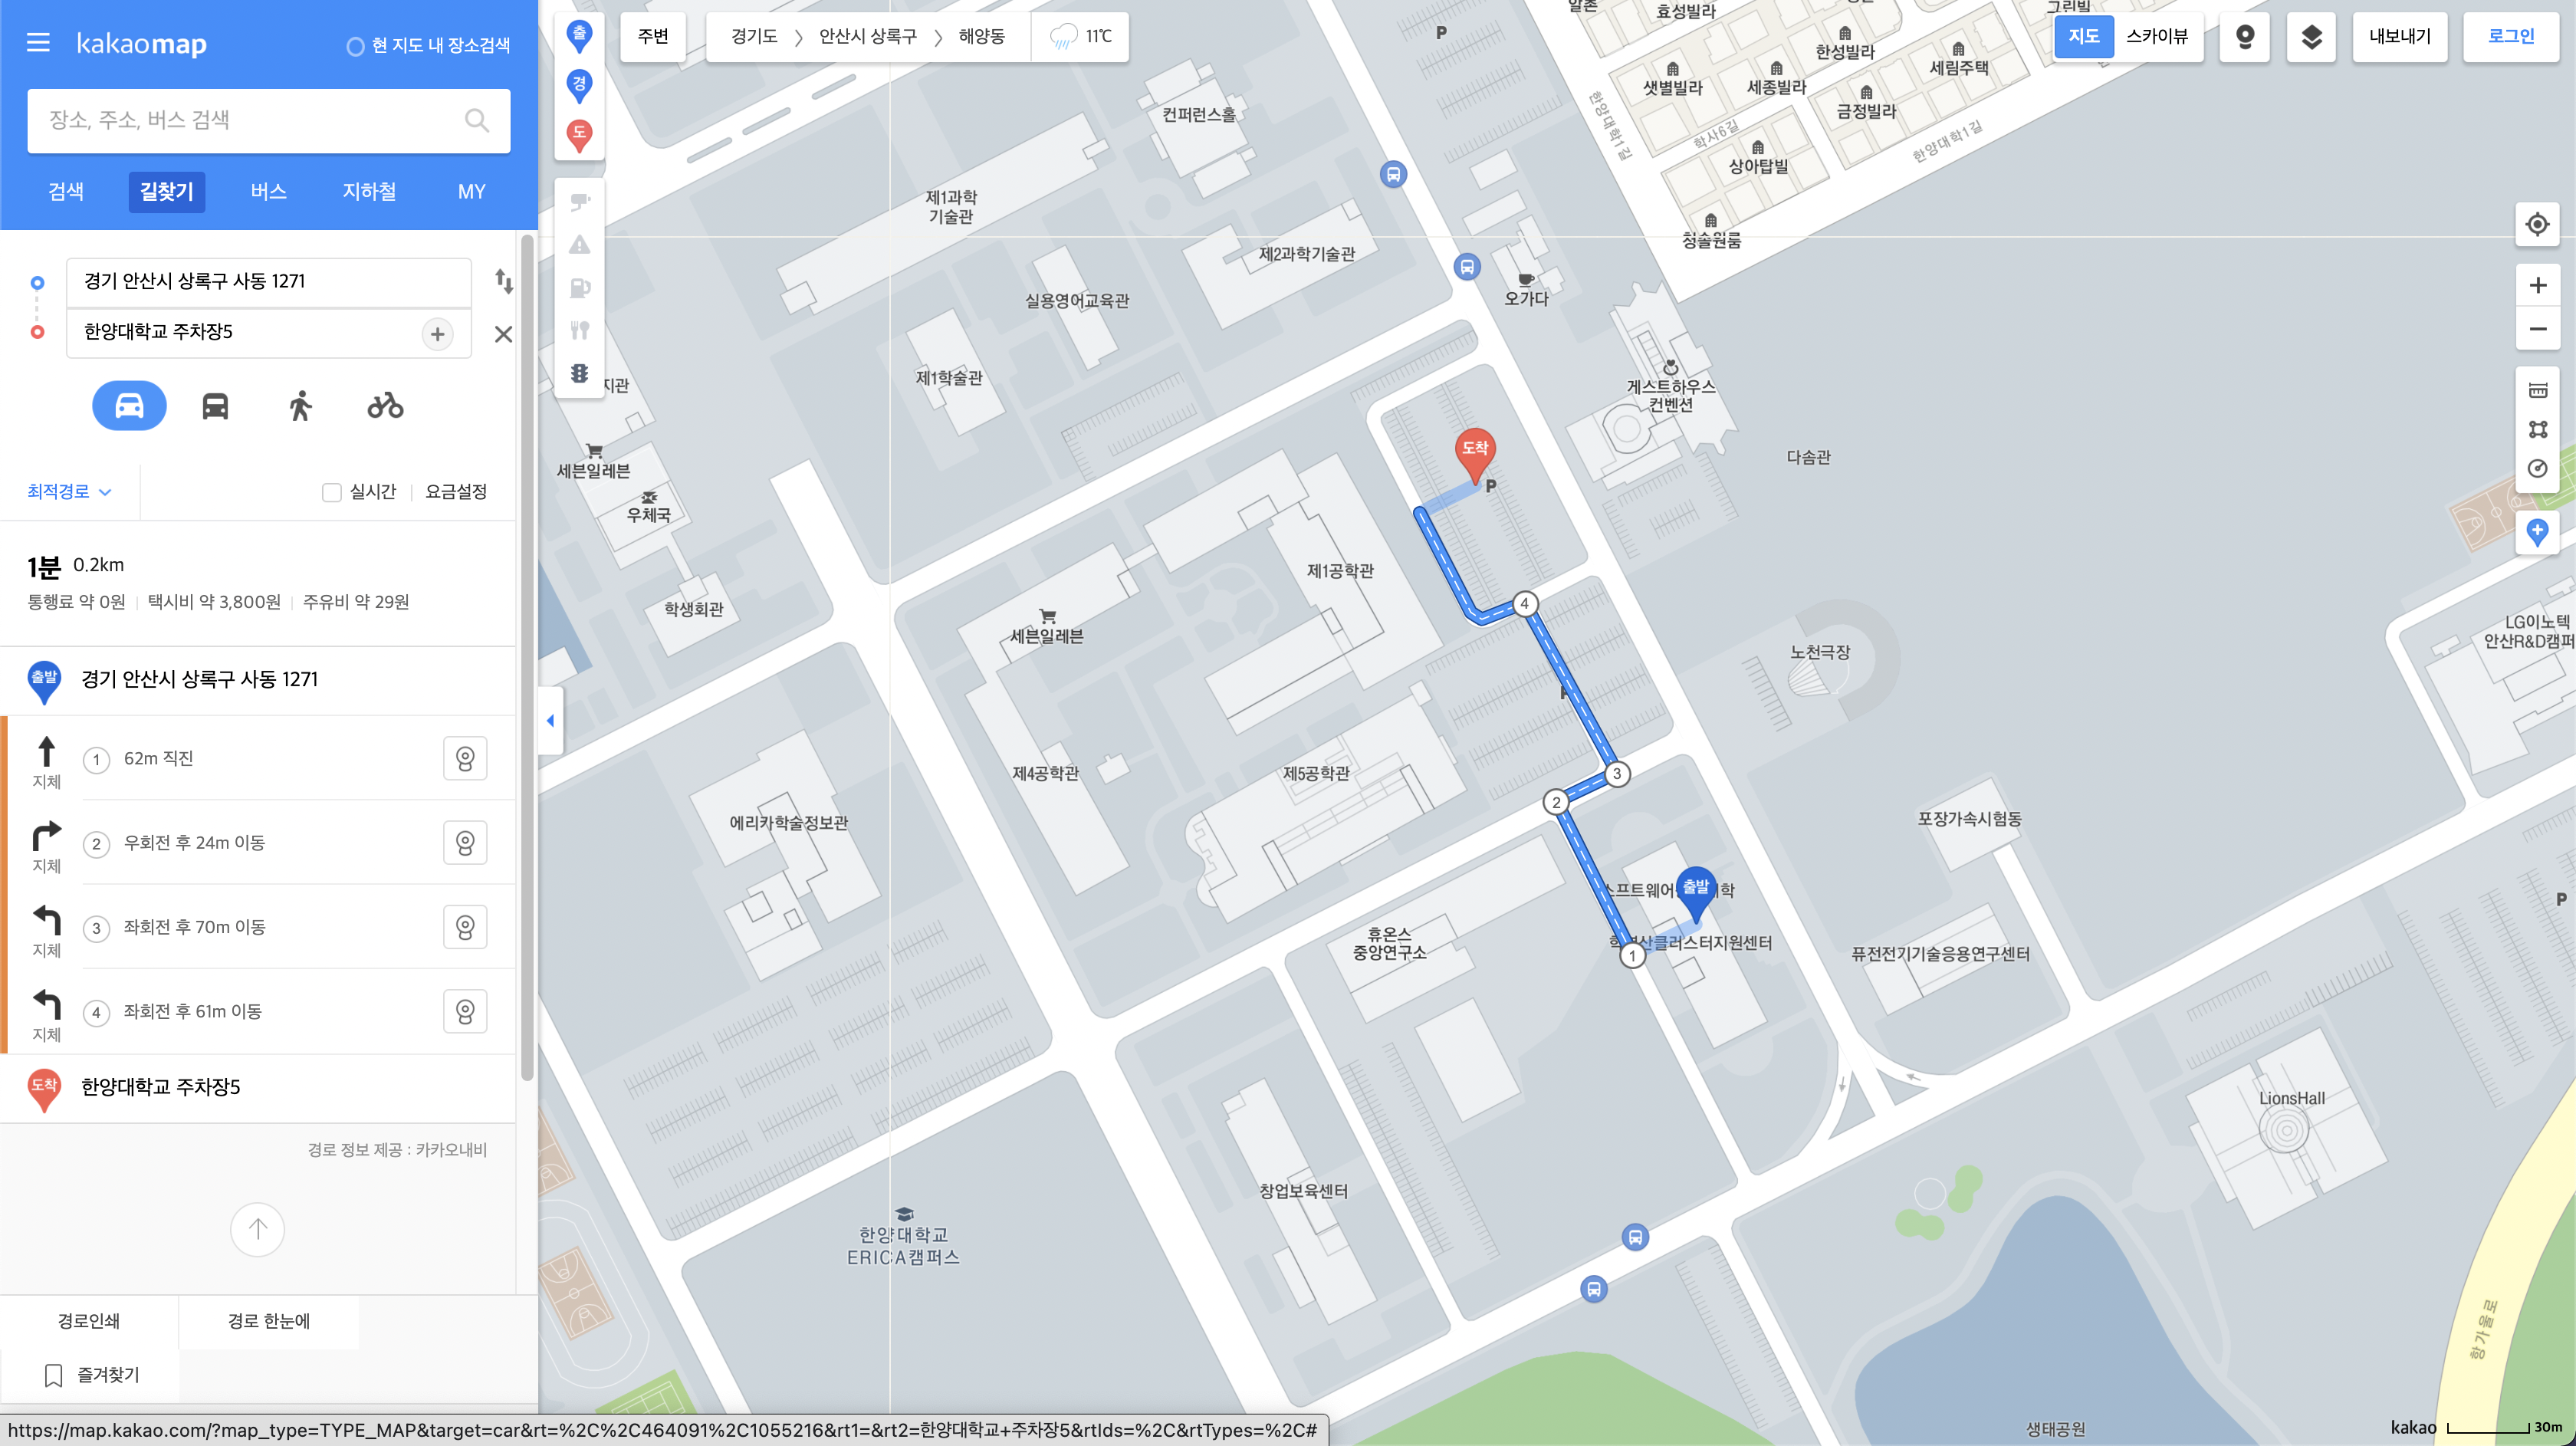 kakaomap
현 지도 내 장소검색
장소, 주소, 버스 검색
검색
길찾기
버스
지하철
MY
경기 안산시 상록구 사동 1271
한양대학교 주차장5
최적경로
실시간
요금설정
1분 0.2km
통행료 약 0원 택시비 약 3,800원 주유비 약 29원
출발 경기 안산시 상록구 사동 1271
지체 1 62m 직진
지체 2 우회전 후 24m 이동
지체 3 좌회전 후 70m 이동
지체 4 좌회전 후 61m 이동
도착 한양대학교 주차장5
경로 정보 제공 : 카카오내비
경로인쇄
경로 한눈에
즐겨찾기
https://map.kakao.com/?map_type=TYPE_MAP&target=car&rt=%2C%2C464091%2C1055216&rt1=&rt2=한양대학교+주차장5&rtIds=%2C&rtTypes=%2C#
출
경
도
주변
경기도 안산시 상록구 해양동
11℃
지도
스카이뷰
내보내기
로그인
P
효성빌라
한성빌라
샛별빌라
세종빌라
세림주택
금정빌라
상아탑빌
청솔원룸
한양대학1길
학사6길
한양대학1길
컨퍼런스홀
제1과학
기술관
제2과학기술관
실용영어교육관
오가다
제1학술관
지관
게스트하우스
컨벤션
다솜관
세븐일레븐
우체국
도착
P
제1공학관
학생회관
세븐일레븐
4
노천극장
LG이노텍
안산R&D캠퍼
제4공학관
제5공학관
3
2
에리카학술정보관
포장가속시험동
출발
휴온스
중앙연구소
1
산클러스터지원센터
퓨전전기기술응용연구센터
P
LionsHall
창업보육센터
한양대학교
ERICA캠퍼스
항가울로
생태공원
kakao
30m